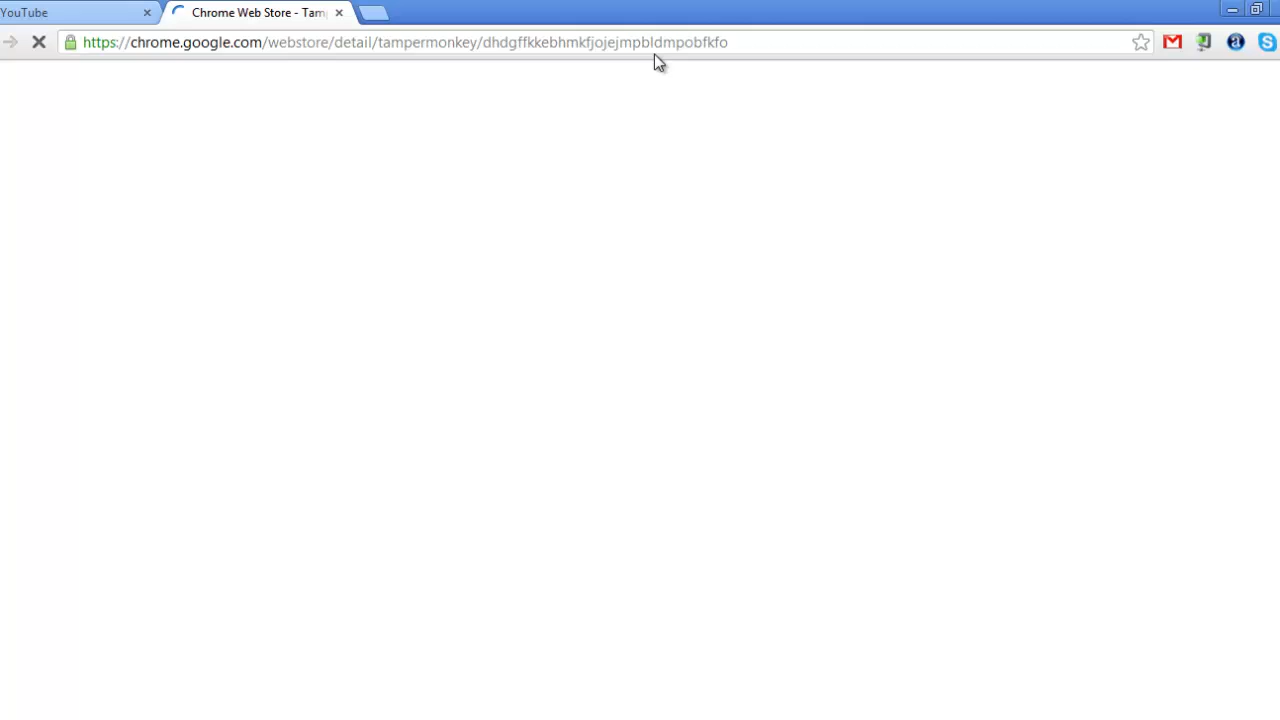 YouTube
Chrome Web Store - Tam
https://chrome.google.com/webstore/detail/tampermonkey/dhdgffkkebhmkfjojejmpbldmpobfkfo